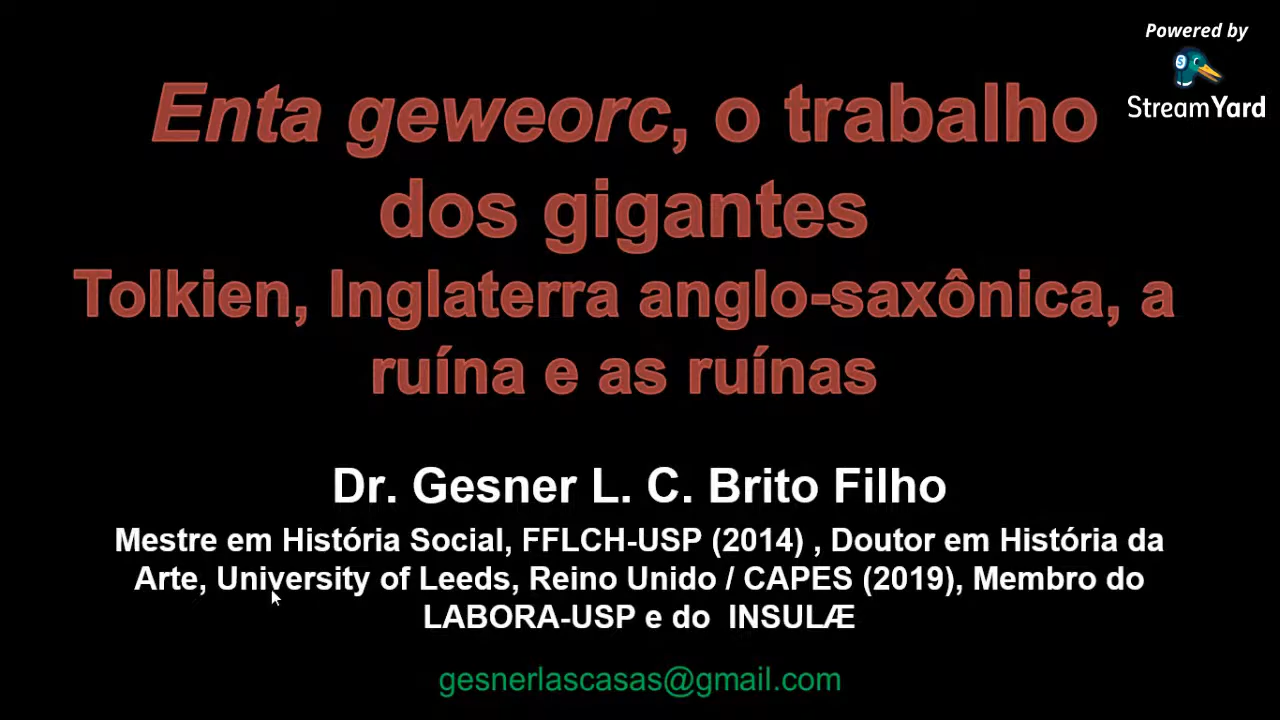 Powered by
StreamYard
Enta geweorc, o trabalho
dos gigantes
Tolkien, Inglaterra anglo-saxônica, a
ruína e as ruínas
Dr. Gesner L. C. Brito Filho
Mestre em História Social, FFLCH-USP (2014) , Doutor em História da
Arte, University of Leeds, Reino Unido / CAPES (2019), Membro do
LABORA-USP e do INSULÆ
gesnerlascasas@gmail.com